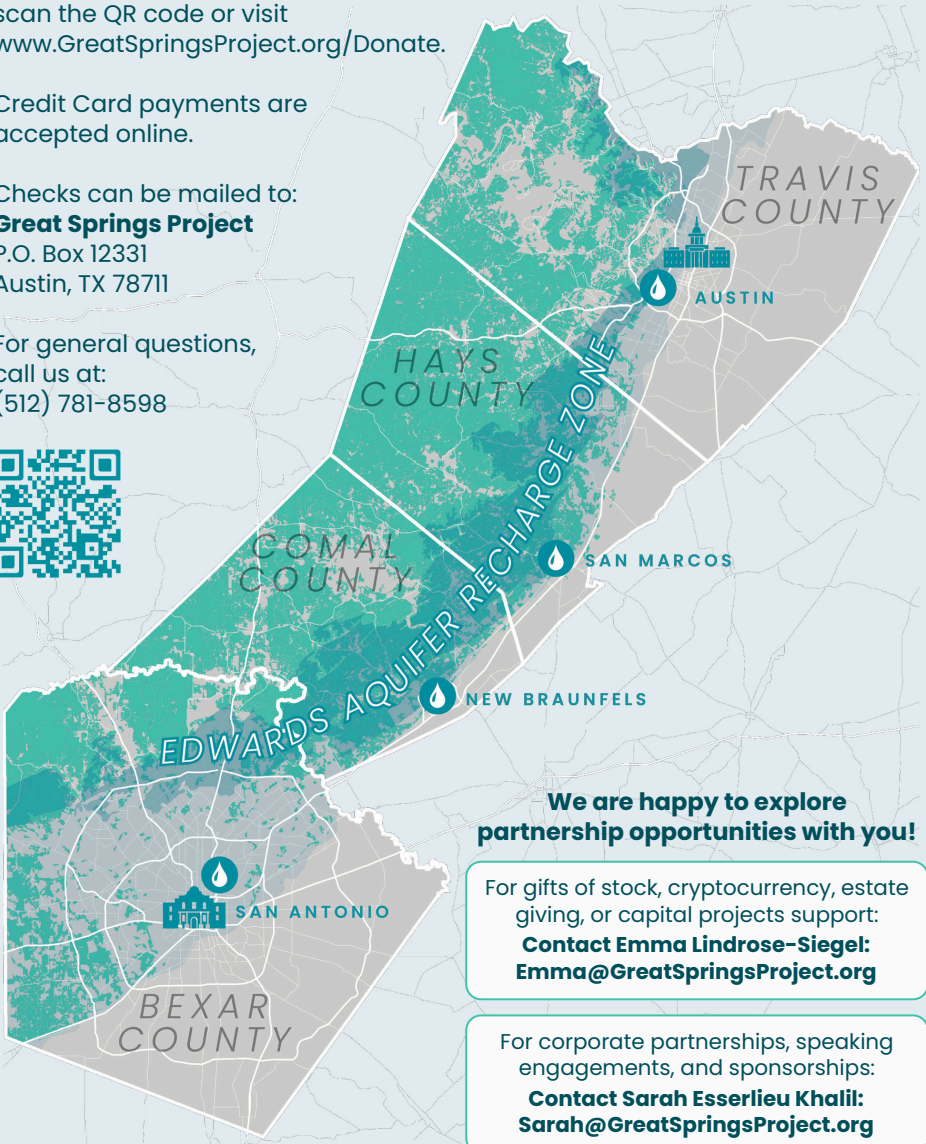 scan the QR code or visit
www.GreatSpringsProject.org/Donate.
Credit Card payments are
accepted online.
Checks can be mailed to:
Great Springs Project
P.O. Box 12331
Austin, TX 78711
For general questions,
call us at:
(512) 781-8598
TRAVIS
COUNTY
AUSTIN
HAYS
COUNTY
EDWARDS AQUIFER RECHARGE ZONE
COMAL
COUNTY
SAN MARCOS
NEW BRAUNFELS
SAN ANTONIO
BEXAR
COUNTY
We are happy to explore
partnership opportunities with you!
For gifts of stock, cryptocurrency, estate
giving, or capital projects support:
Contact Emma Lindrose-Siegel:
Emma@GreatSpringsProject.org
For corporate partnerships, speaking
engagements, and sponsorships:
Contact Sarah Esserlieu Khalil:
Sarah@GreatSpringsProject.org